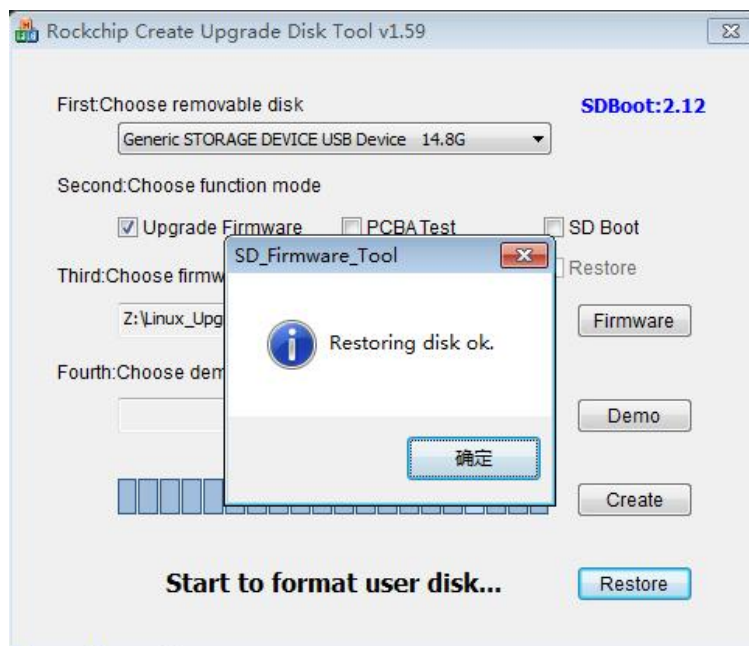 Rockchip Create Upgrade Disk Tool v1.59
First:Choose removable disk
SDBoot:2.12
Generic STORAGE DEVICE USB Device 14.8G
Second:Choose function mode
Upgrade Firmware
PCBA Test
SD Boot
SD_Firmware_Tool
Restore
Third:Choose firmw
Z:\Linux_Upg
Restoring disk ok.
Firmware
Fourth:Choose dem
Demo
确定
Create
Start to format user disk...
Restore